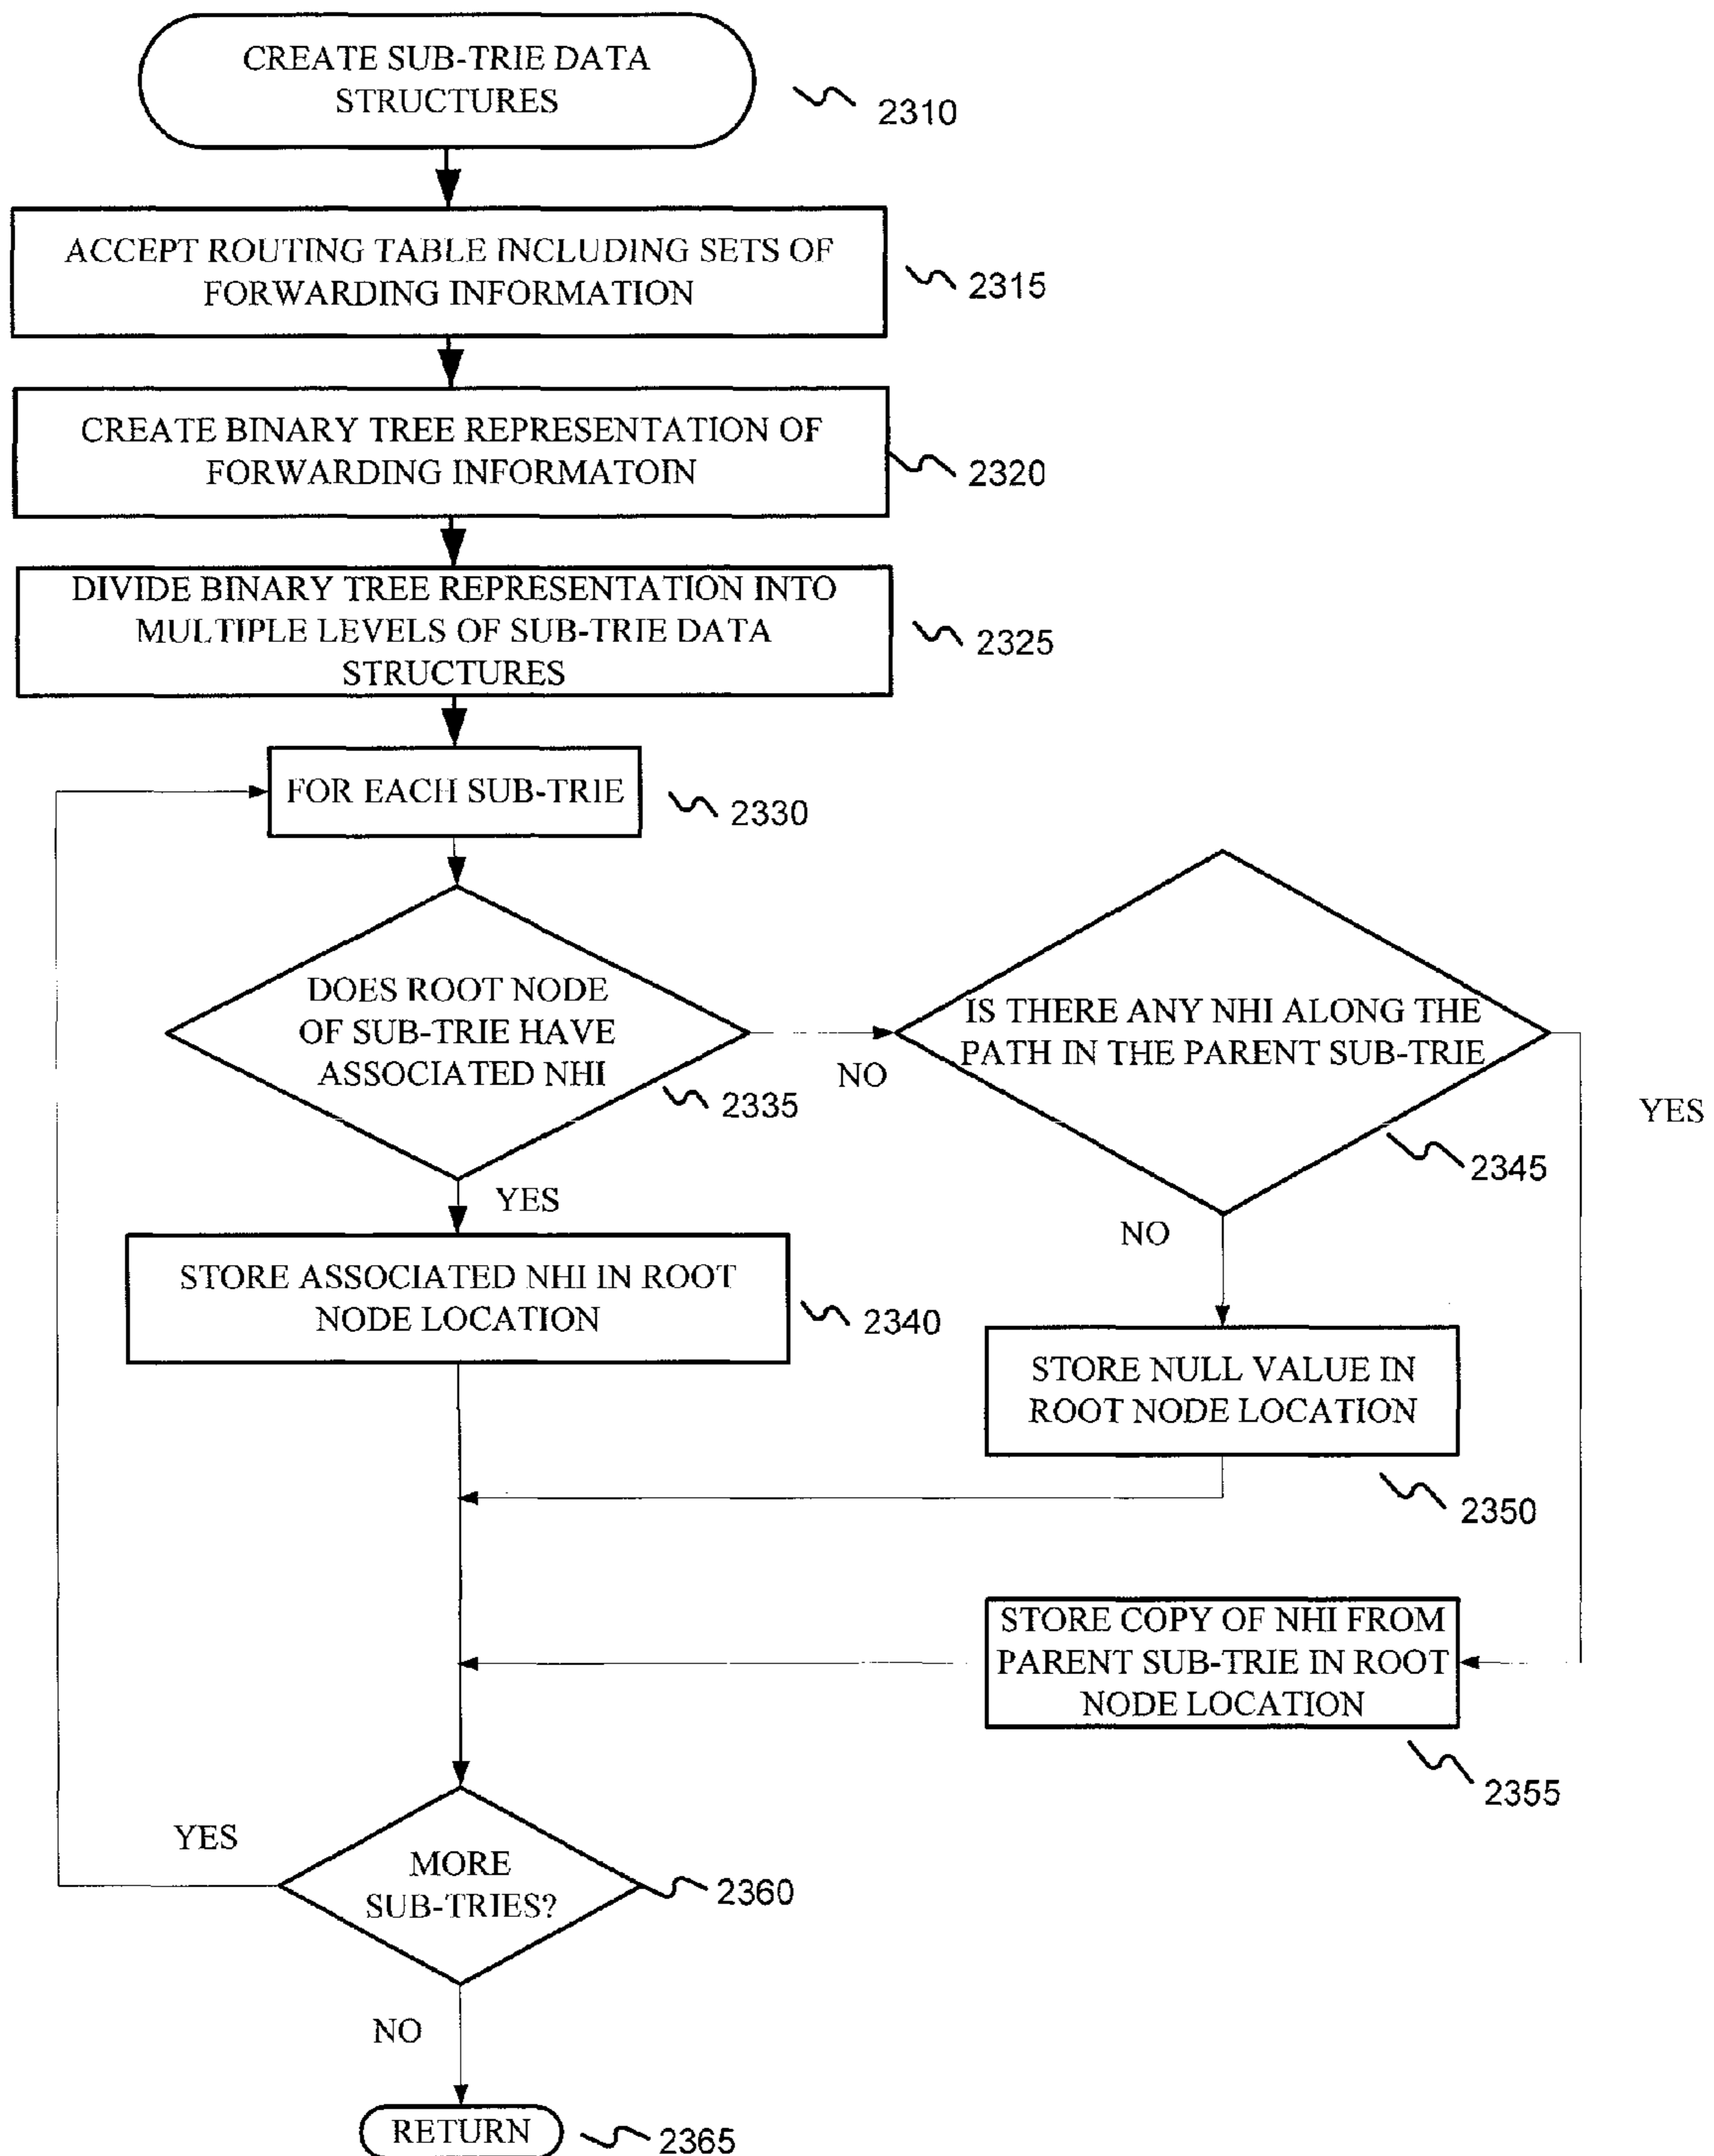 CREATE SUB-TRIE DATA
STRUCTURES
2310
ACCEPT ROUTING TABLE INCLUDING SETS OF
FORWARDING INFORMATION
2315
CREATE BINARY TREE REPRESENTATION OF
FORWARDING INFORMATOIN
2320
DIVIDE BINARY TREE REPRESENTATION INTO
MULTIPLE LEVELS OF SUB-TRIE DATA
STRUCTURES
2325
FOR EACH SUB-TRIE
2330
DOES ROOT NODE
OF SUB-TRIE HAVE
ASSOCIATED NHI
2335
NO
IS THERE ANY NHI ALONG THE
PATH IN THE PARENT SUB-TRIE
2345
YES
YES
NO
STORE ASSOCIATED NHI IN ROOT
NODE LOCATION
2340
STORE NULL VALUE IN
ROOT NODE LOCATION
2350
STORE COPY OF NHI FROM
PARENT SUB-TRIE IN ROOT
NODE LOCATION
2355
YES
MORE
SUB-TRIES?
2360
NO
RETURN
2365